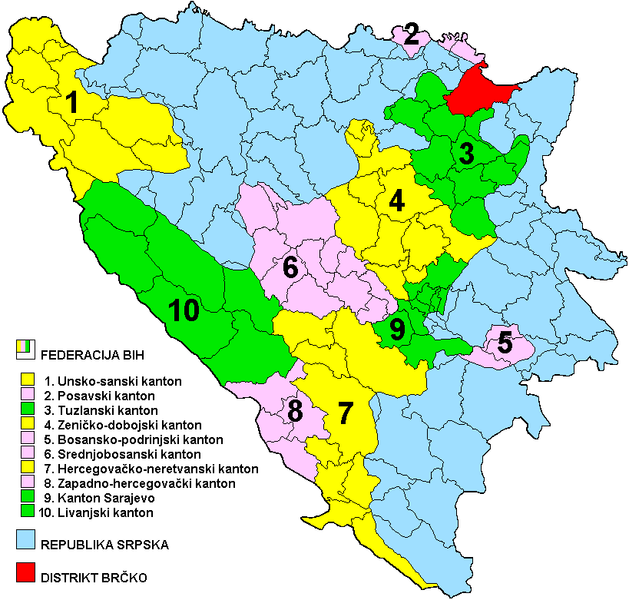 2
1
3
4
6
10
9
5
8
7
FEDERACIJA BIH
1. Unsko-sanski kanton
2. Posavski kanton
3. Tuzlanski kanton
4. Zeničko-dobojski kanton
5. Bosansko-podrinjski kanton
6. Srednjobosanski kanton
7. Hercegovačko-neretvanski kanton
8. Zapadno-hercegovački kanton
9. Kanton Sarajevo
10. Livanjski kanton
REPUBLIKA SRPSKA
DISTRIKT BRČKO